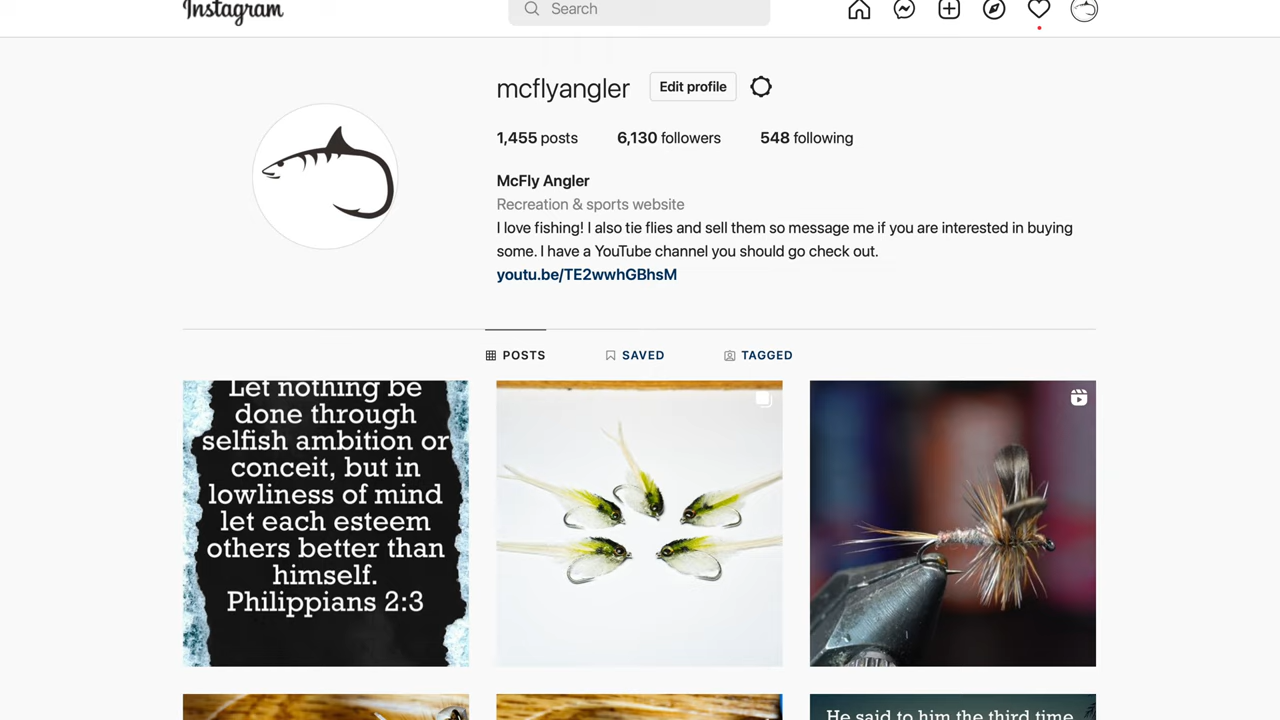 Instagram
Search
mcflyangler
Edit profile
1,455 posts 6,130 followers 548 following
McFly Angler
Recreation & sports website
I love fishing! I also tie flies and sell them so message me if you are interested in buying
some. I have a YouTube channel you should go check out.
youtu.be/TE2wwhGBhsM
POSTS SAVED TAGGED
Let nothing be
done through
selfish ambition or
conceit, but in
lowliness of mind
let each esteem
others better than
himself.
Philippians 2:3
He said to him the third time,